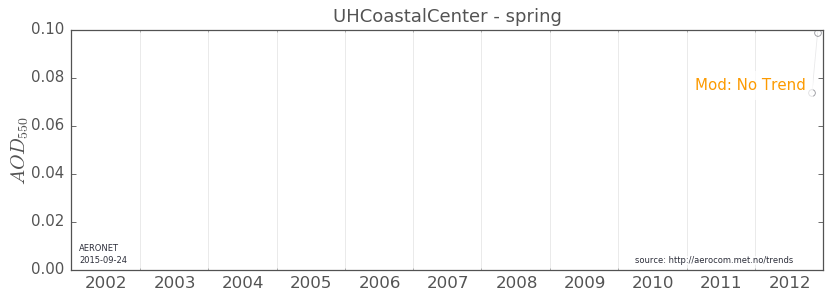 UHCoastalCenter - spring
0.10
0.08
0.06
0.04
0.02
0.00
AOD550
Mod: No Trend
AERONET
2015-09-24
source: http://aerocom.met.no/trends
2002 2003 2004 2005 2006 2007 2008 2009 2010 2011 2012